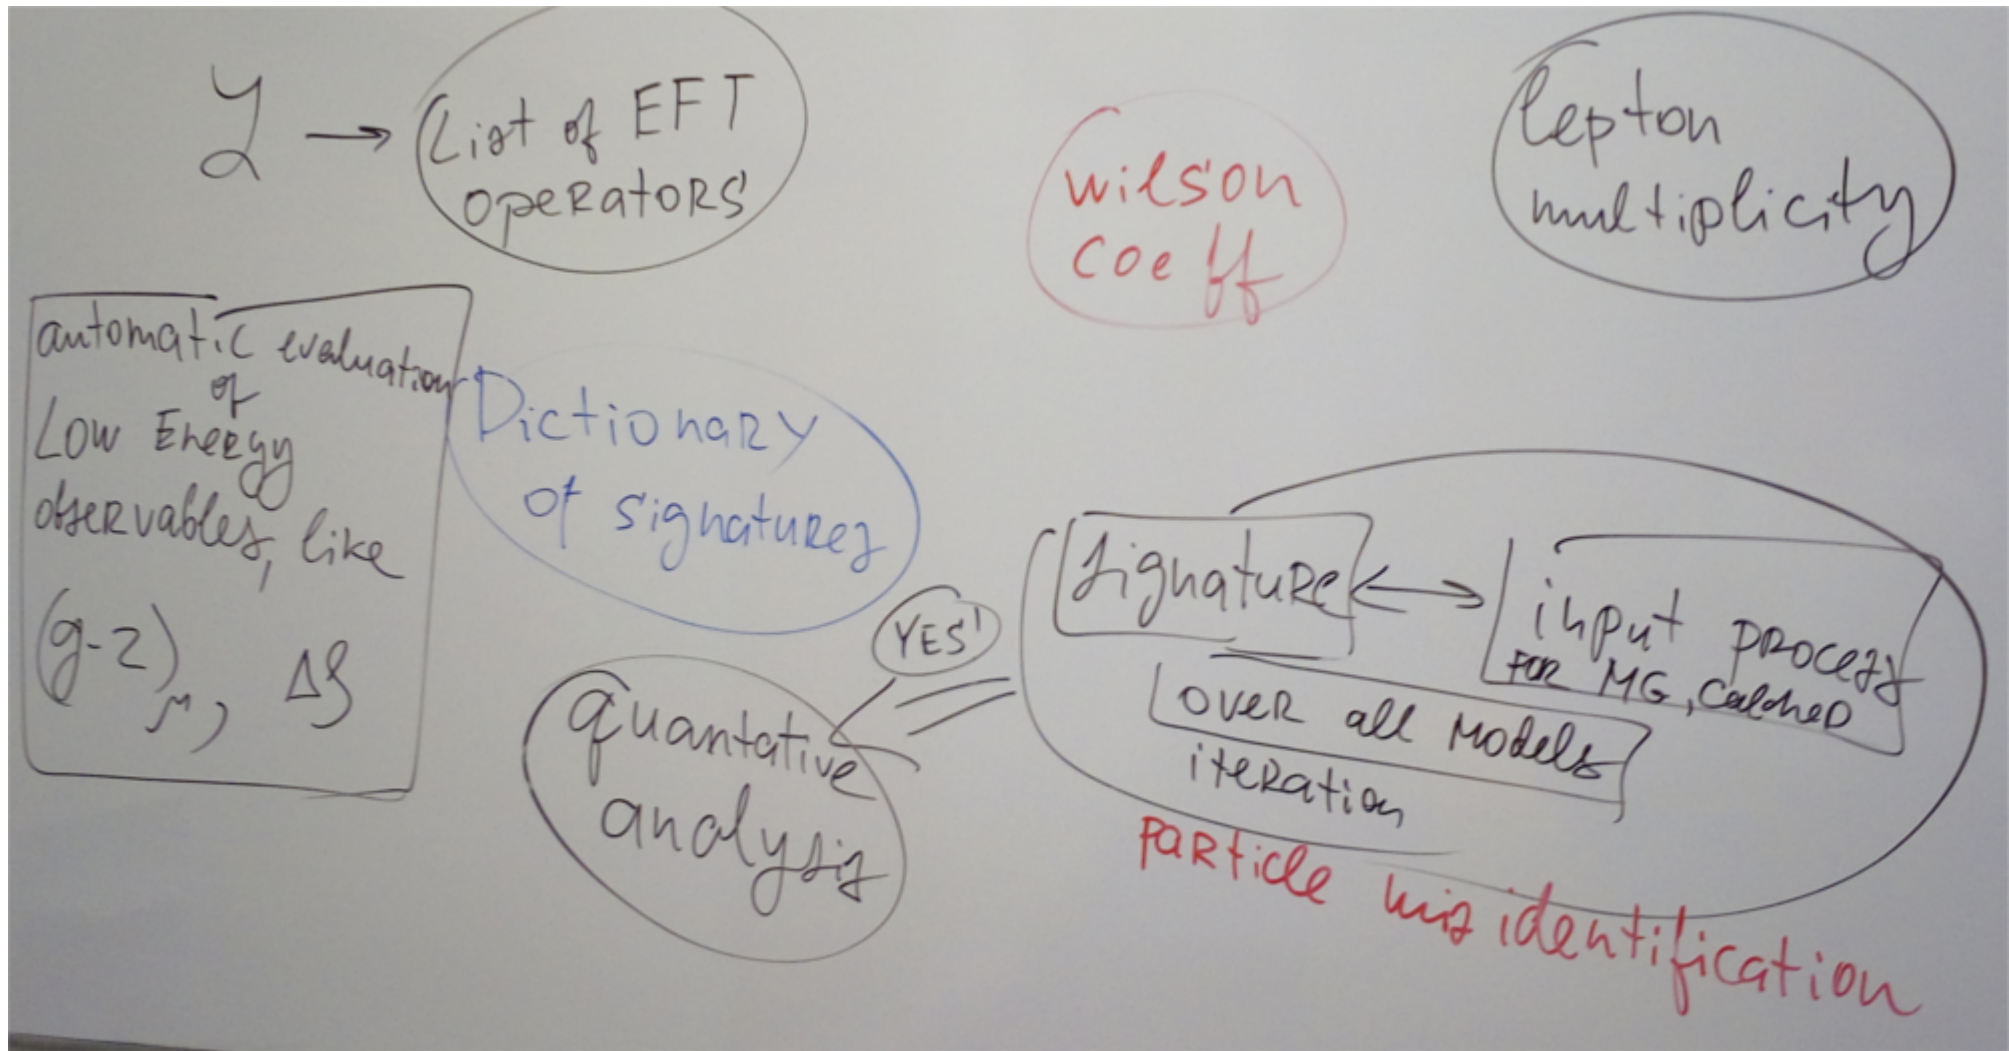 ℒ → List of EFT
operators
wilson
coeff
lepton
multiplicity
automatic evaluation
of
Low Energy
observables, like
(g-2)μ, Δρ
Dictionary
of signatures
YES!
quantative
analysis
signature ↔ input process
FOR MG, CalcHEP
over all models
iteration
particle misidentification